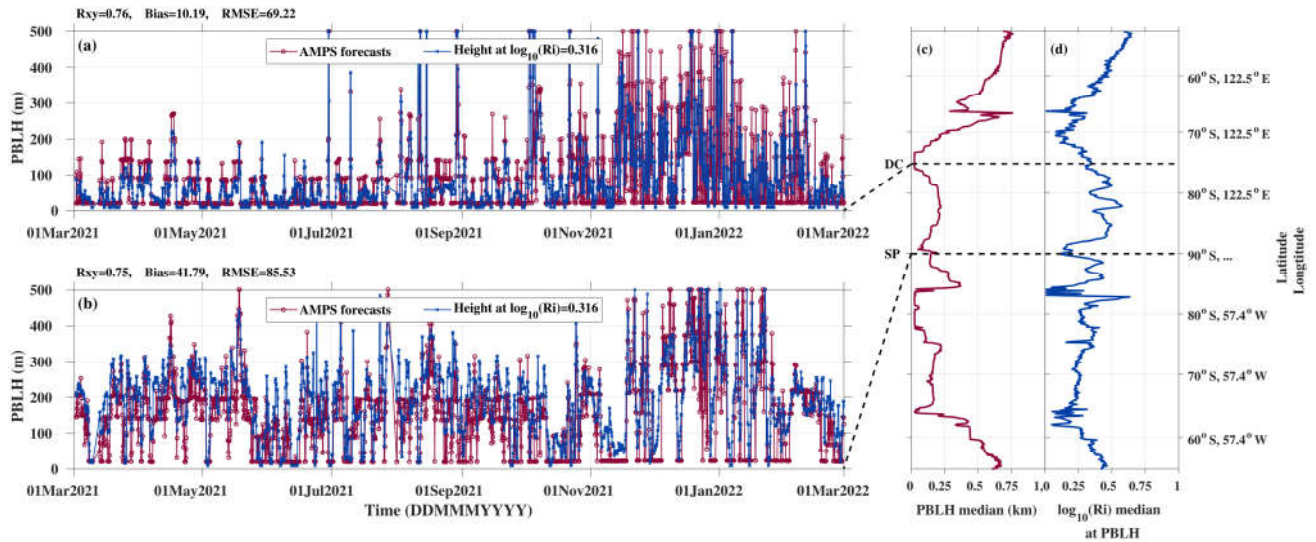 Rxy=0.76, Bias=10.19, RMSE=69.22
(a)
AMPS forecasts
Height at log10(Ri)=0.316
PBLH (m)
500
400
300
200
100
0
01Mar2021 01May2021 01Jul2021 01Sep2021 01Nov2021 01Jan2022 01Mar2022
Rxy=0.75, Bias=41.79, RMSE=85.53
(b)
AMPS forecasts
Height at log10(Ri)=0.316
PBLH (m)
500
400
300
200
100
0
01Mar2021 01May2021 01Jul2021 01Sep2021 01Nov2021 01Jan2022 01Mar2022
Time (DDMMMYYYY)
(c) (d)
DC
SP
60° S, 122.5° E
70° S, 122.5° E
80° S, 122.5° E
90° S, ...
80° S, 57.4° W
70° S, 57.4° W
60° S, 57.4° W
Latitude
Longtitude
0 0.25 0.5 0.75 1,0 0.25 0.5 0.75 1
PBLH median (km)
log10(Ri) median
at PBLH